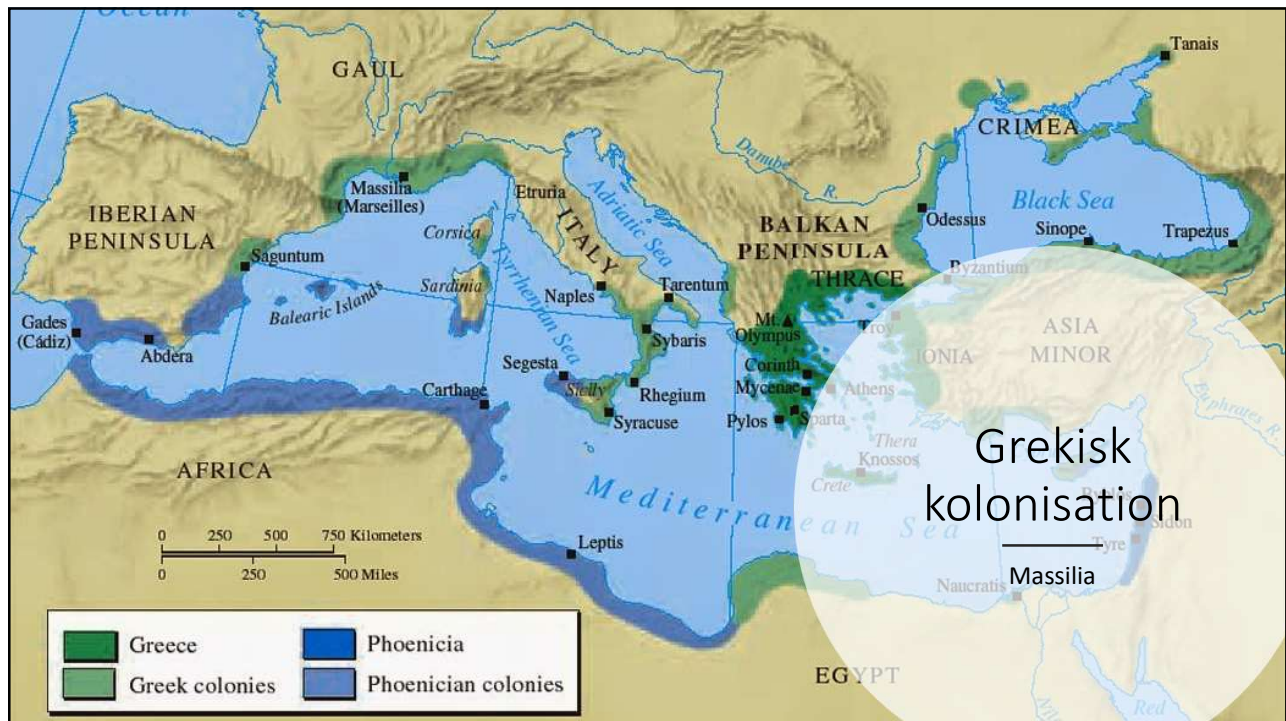 Ocean
GAUL
Tanais
CRIMEA
Danube
R.
Massilia
(Marseilles)
Etruria
Adriatic Sea
IBERIAN
PENINSULA
Corsica
ITALY
BALKAN
PENINSULA
Odessus
Black Sea
Sinope
Trapezus
Saguntum
THRACE
Byzantium
Balearic Islands
Sardinia
Tyrrhenian Sea
Naples
Tarentum
Mt.
Olympus
Troy
ASIA
MINOR
Gades
(Cádiz)
Abdera
Sybaris
IONIA
Segesta
Corinth
Carthage
Sicily
Rhegium
Mycenae
Athens
Euphrates R.
Syracuse
Pylos
Sparta
Thera
Knossos
Crete
AFRICA
Mediterranean Sea
Grekisk
kolonisation
Sidon
Tyre
Massilia
Naucratis
0 250 500 750 Kilometers
0 250 500 Miles
Leptis
EGYPT
Red
Greece
Phoenicia
Greek colonies
Phoenician colonies